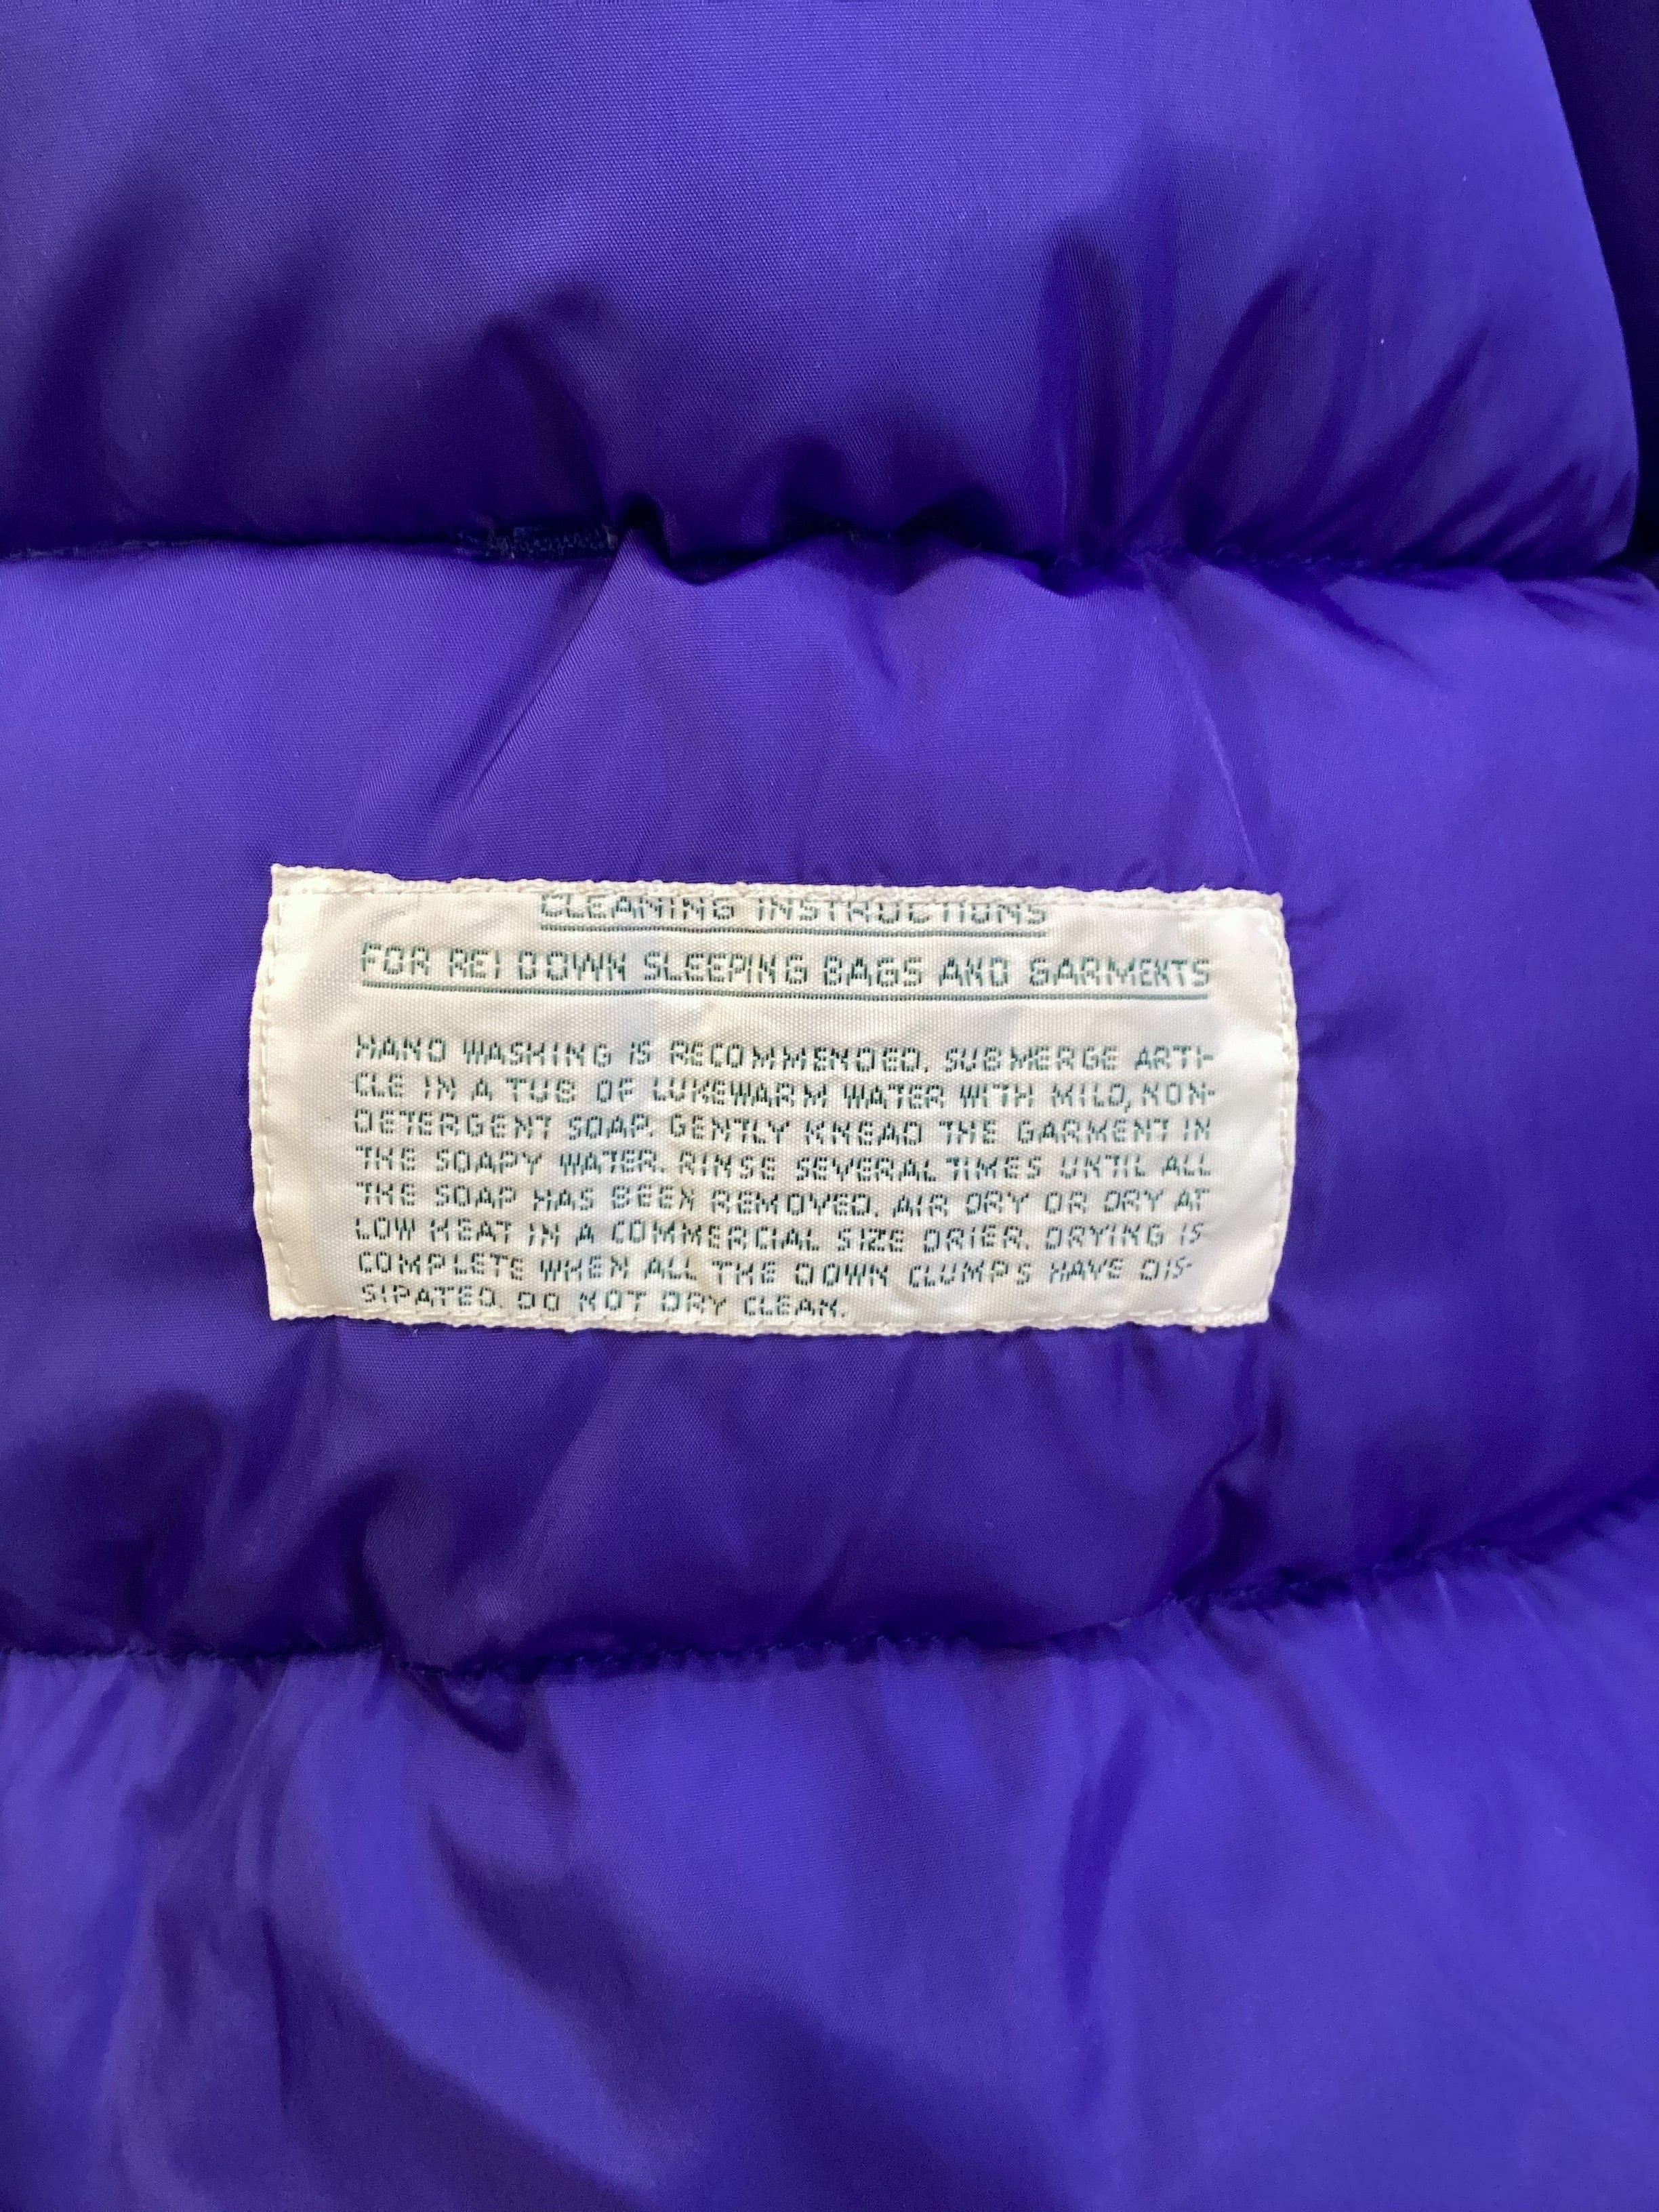 CLEANING INSTRUCTIONS
FOR REI DOWN SLEEPING BAGS AND GARMENTS
HAND WASHING IS RECOMMENDED. SUBMERGE ARTI-
CLE IN A TUB OF LUKEWARM WATER WITH MILD, NON-
DETERGENT SOAP. GENTLY KNEAD THE GARMENT IN
THE SOAPY WATER. RINSE SEVERAL TIMES UNTIL ALL
THE SOAP HAS BEEN REMOVED. AIR DRY OR DRY AT
LOW HEAT IN A COMMERCIAL SIZE DRIER. DRYING IS
COMPLETE WHEN ALL THE DOWN CLUMPS HAVE DIS-
SIPATED. DO NOT DRY CLEAN.